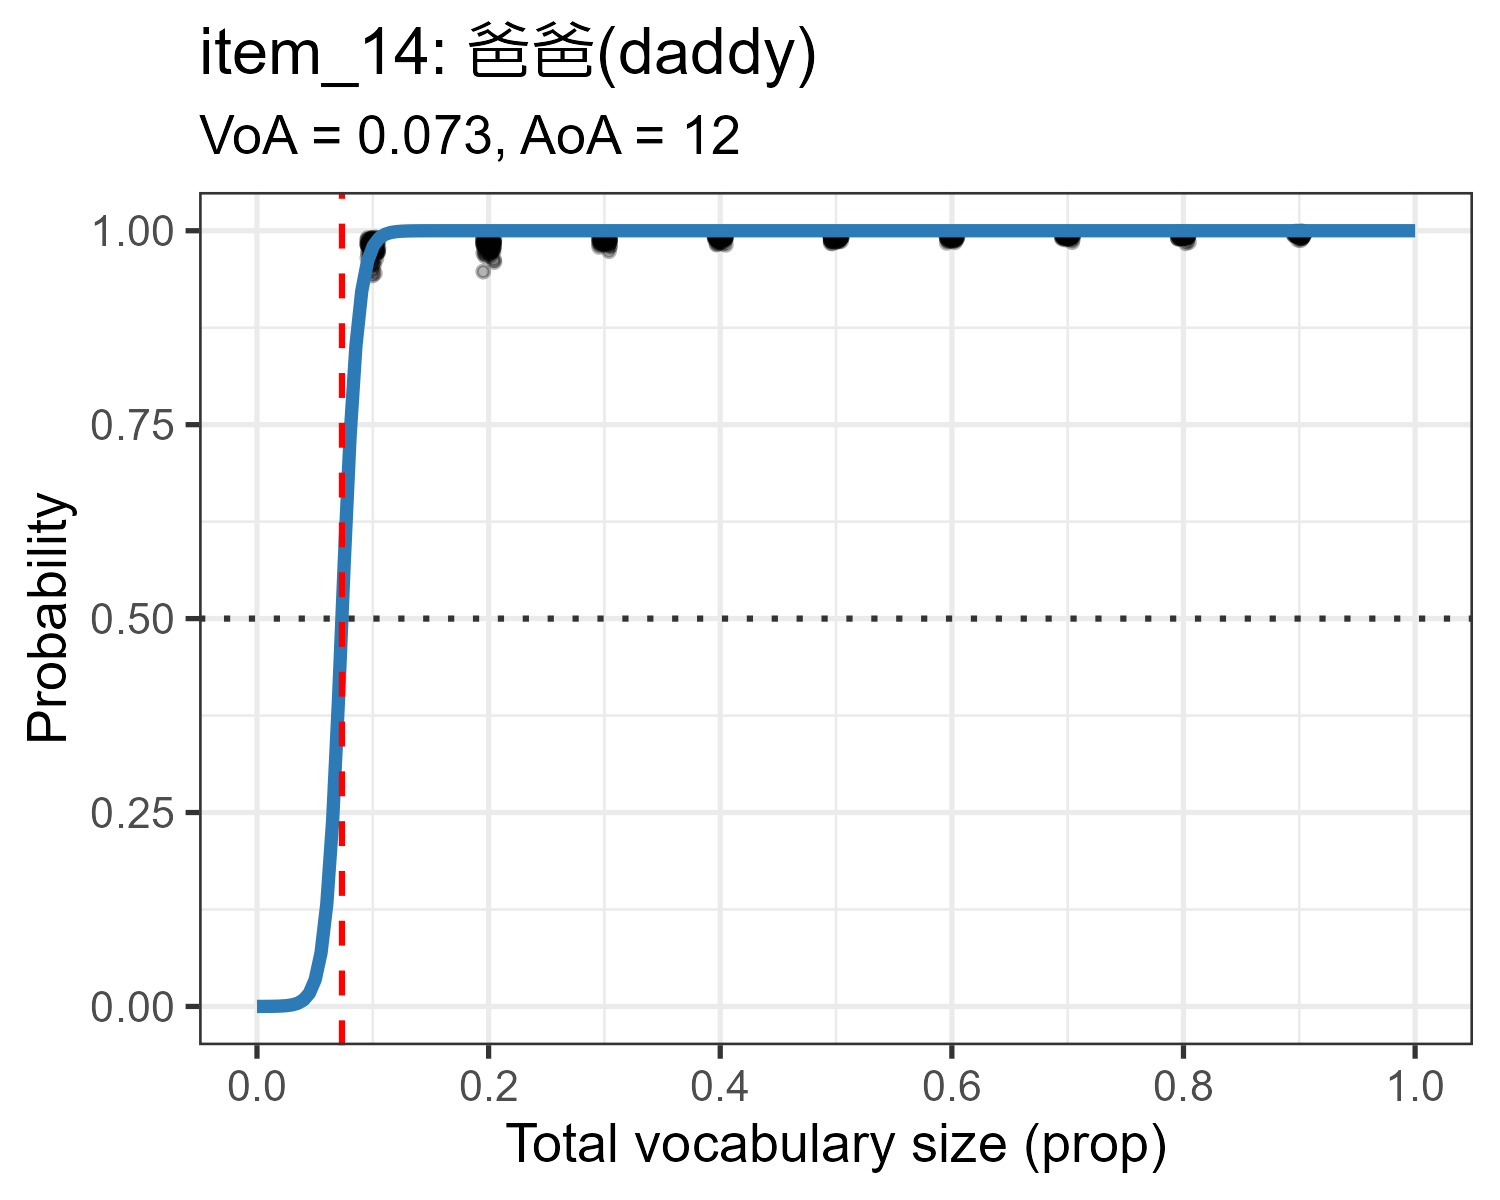 item_14: 爸爸(daddy)
VoA = 0.073, AoA = 12
1.00
0.75
0.50
0.25
0.00
Probability
0.0 0.2 0.4 0.6 0.8 1.0
Total vocabulary size (prop)